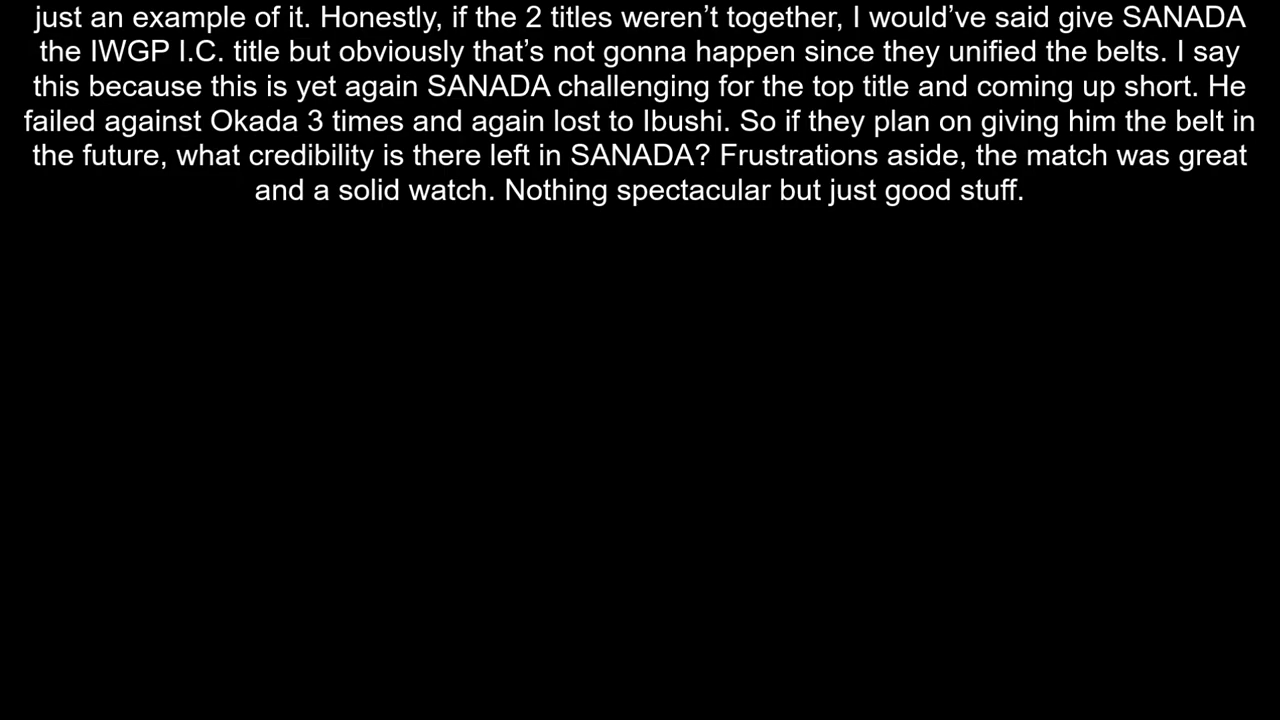 just an example of it. Honestly, if the 2 titles weren’t together, I would’ve said give SANADA
the IWGP I.C. title but obviously that’s not gonna happen since they unified the belts. I say
this because this is yet again SANADA challenging for the top title and coming up short. He
failed against Okada 3 times and again lost to Ibushi. So if they plan on giving him the belt in
the future, what credibility is there left in SANADA? Frustrations aside, the match was great
and a solid watch. Nothing spectacular but just good stuff.